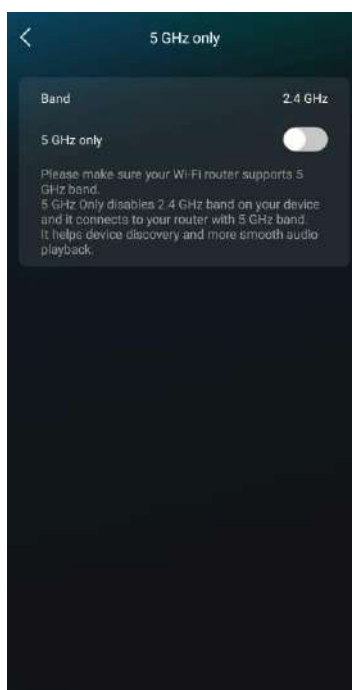 5 GHz only
Band 2.4 GHz
5 GHz only
Please make sure your Wi-Fi router supports 5
GHz band.
5 GHz Only disables 2.4 GHz band on your device
and it connects to your router with 5 GHz band.
It helps device discovery and more smooth audio
playback.